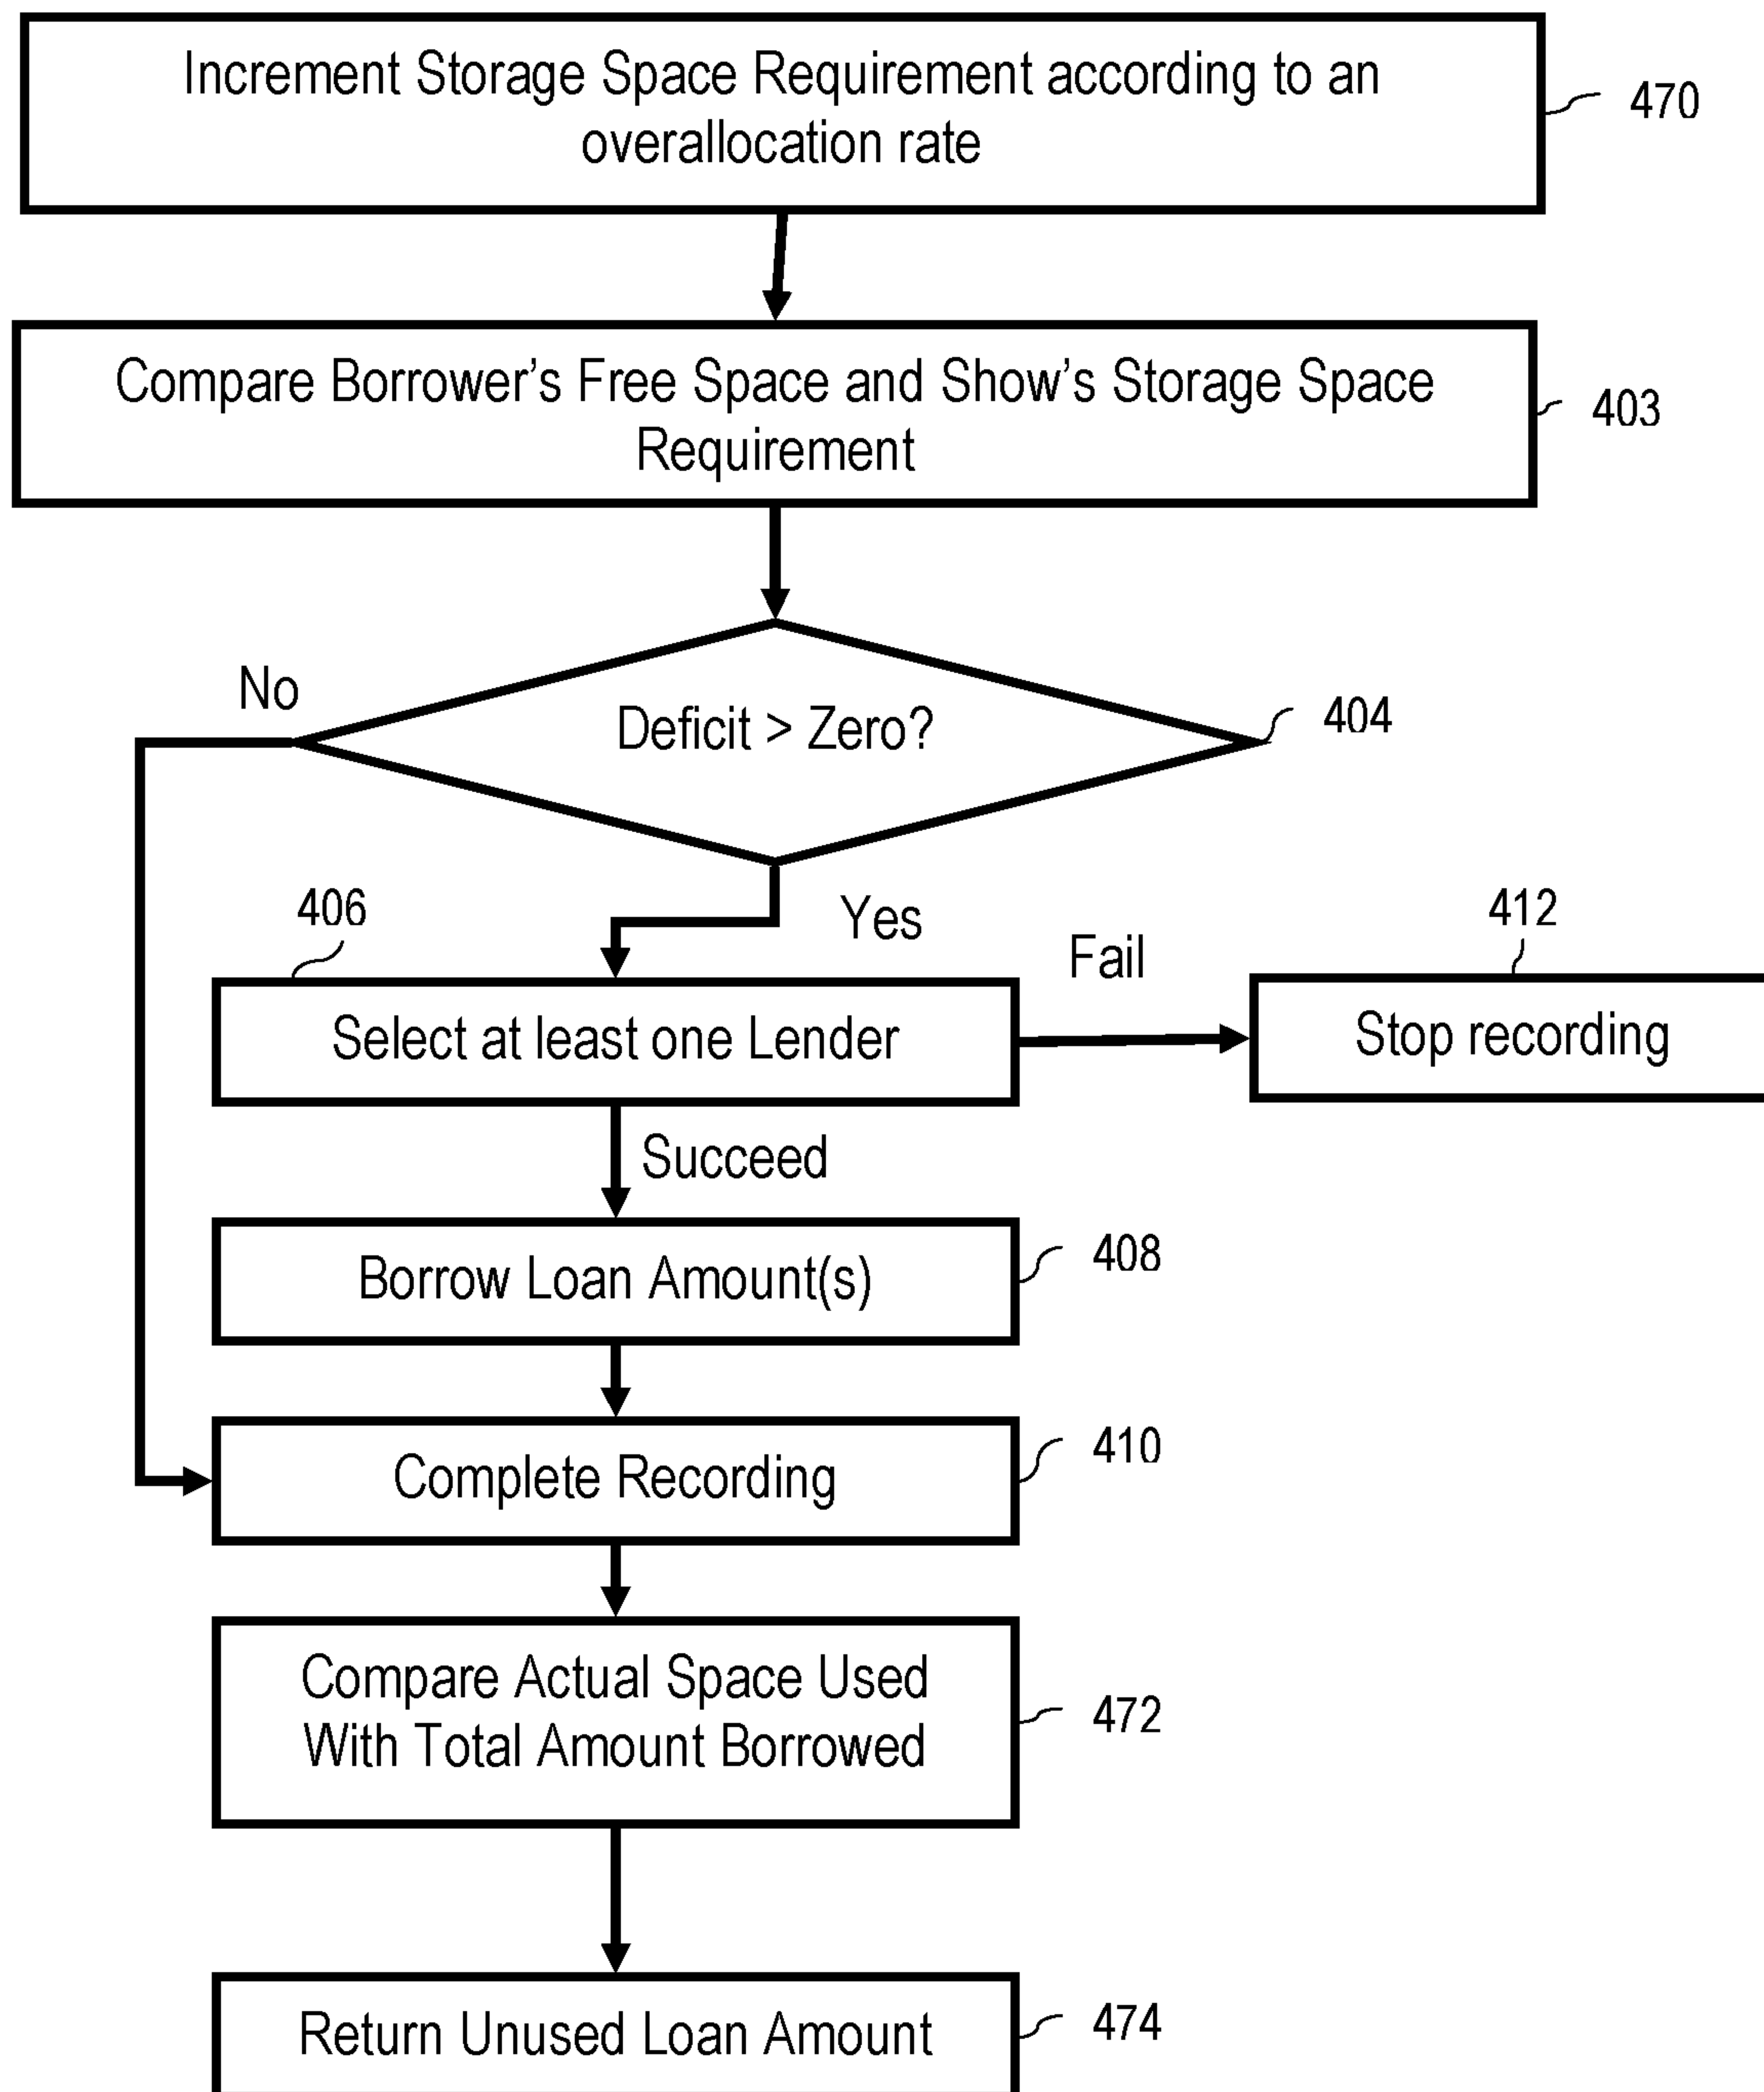 Increment Storage Space Requirement according to an
overallocation rate
470
Compare Borrower’s Free Space and Show’s Storage Space
Requirement
403
No
Deficit > Zero?
404
406
Yes
Fail
412
Select at least one Lender
Stop recording
Succeed
Borrow Loan Amount(s)
408
Complete Recording
410
Compare Actual Space Used
With Total Amount Borrowed
472
Return Unused Loan Amount
474